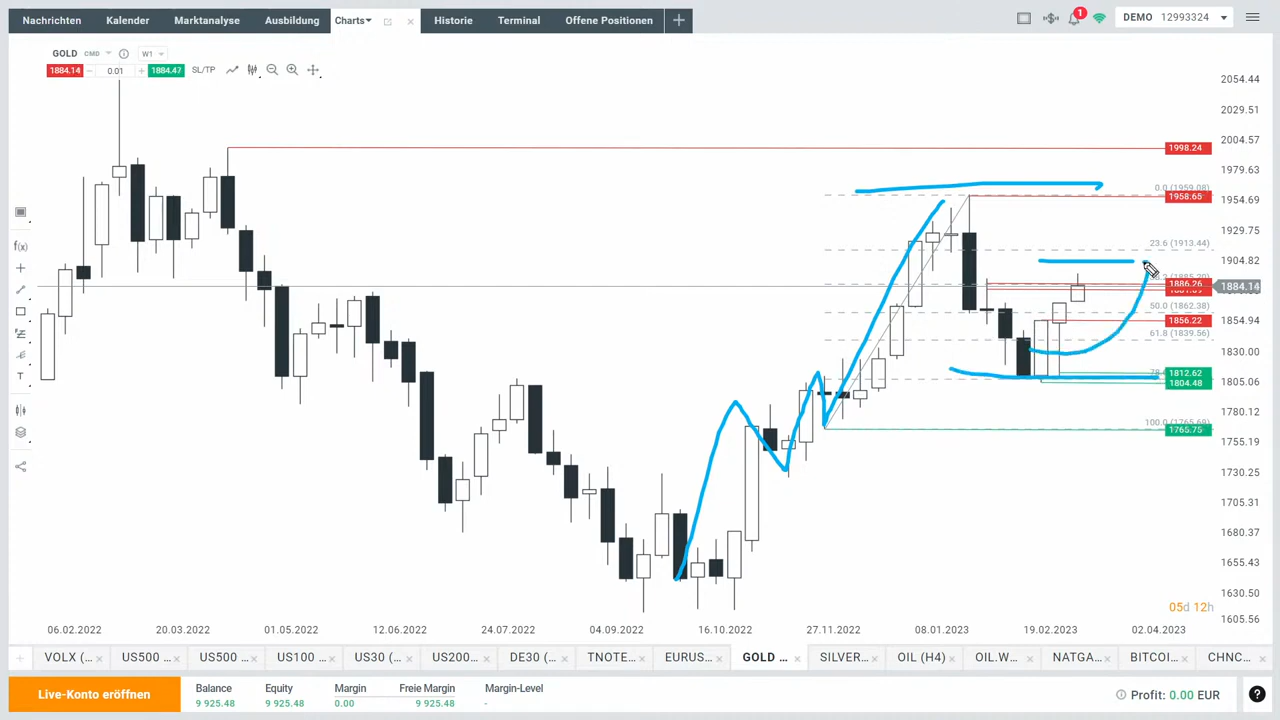 Nachrichten Kalender Marktanalyse Ausbildung Charts Historie Terminal Offene Positionen
1 DEMO 12993324
GOLD CMD W1
1884.14 0.01 1884.47 SL/TP
2054.44
2029.51
2004.57
1998.24
1979.63
0.0 (1959.08)
1958.65
1954.69
1929.75
23.6 (1913.44)
1904.82
f(x)
1886.26
1884.14
50.0 (1862.38)
1856.22
1854.94
61.8 (1839.56)
1830.00
1812.62
1804.48
1805.06
T
1780.12
100.0 (1765.69)
1765.75
1755.19
1730.25
1705.31
1680.37
1655.43
1630.50
05d 12h
1605.56
06.02.2022 20.03.2022 01.05.2022 12.06.2022 24.07.2022 04.09.2022 16.10.2022 27.11.2022 08.01.2023 19.02.2023 02.04.2023
VOLX (... US500 ... US500 ... US100 ... US30 (... US200... DE30 (... TNOTE... EURUS... GOLD ... SILVER... OIL (H4) OIL.W... NATGA... BITCOI... CHNC...
Live-Konto eröffnen
Balance Equity Margin Freie Margin Margin-Level
9 925.48 9 925.48 0.00 9 925.48 -
Profit: 0.00 EUR ?